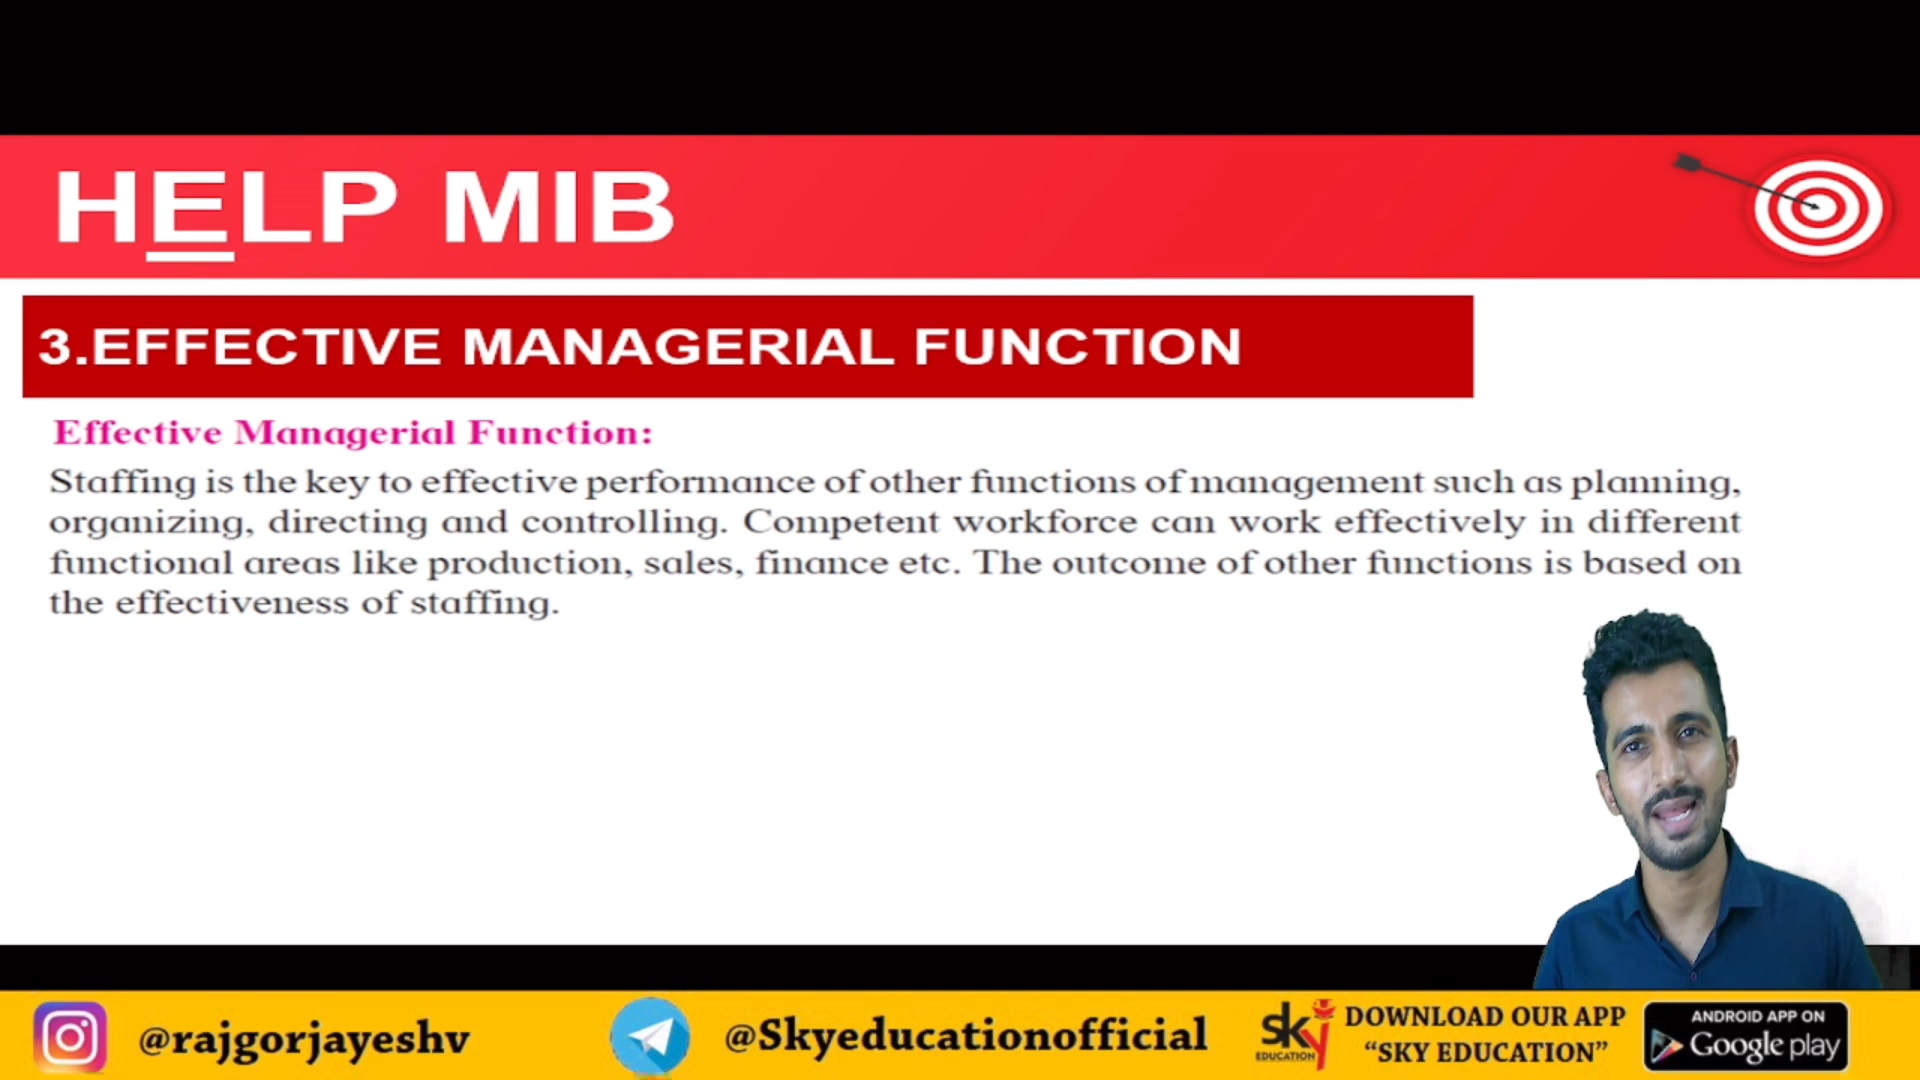 HELP MIB
3.EFFECTIVE MANAGERIAL FUNCTION
Effective Managerial Function:
Staffing is the key to effective performance of other functions of management such as planning,
organizing, directing and controlling. Competent workforce can work effectively in different
functional areas like production, sales, finance etc. The outcome of other functions is based on
the effectiveness of staffing.
@rajgorjayeshv
@Skyeducationofficial
sky
EDUCATION
DOWNLOAD OUR APP
“SKY EDUCATION”
ANDROID APP ON
Google play